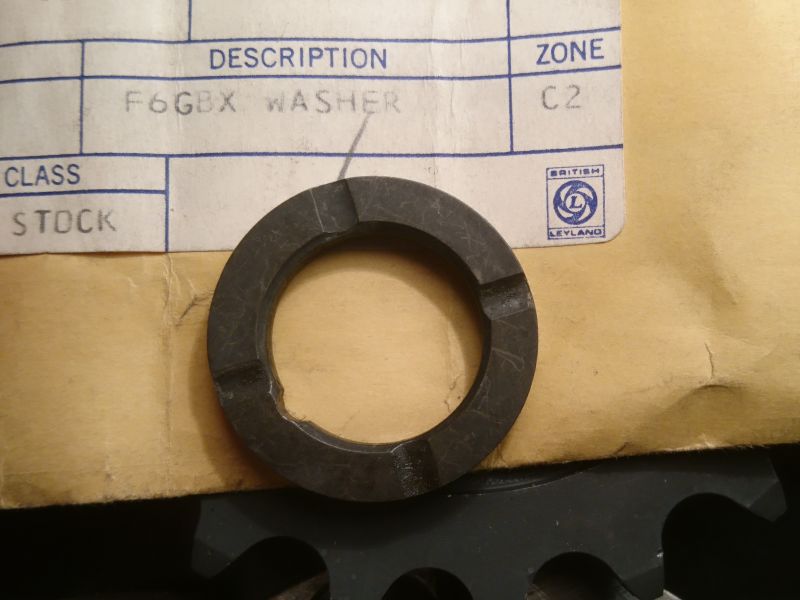 DESCRIPTION
ZONE
F6GBX WASHER
C2
CLASS
STOCK
BRITISH
L
LEYLAND